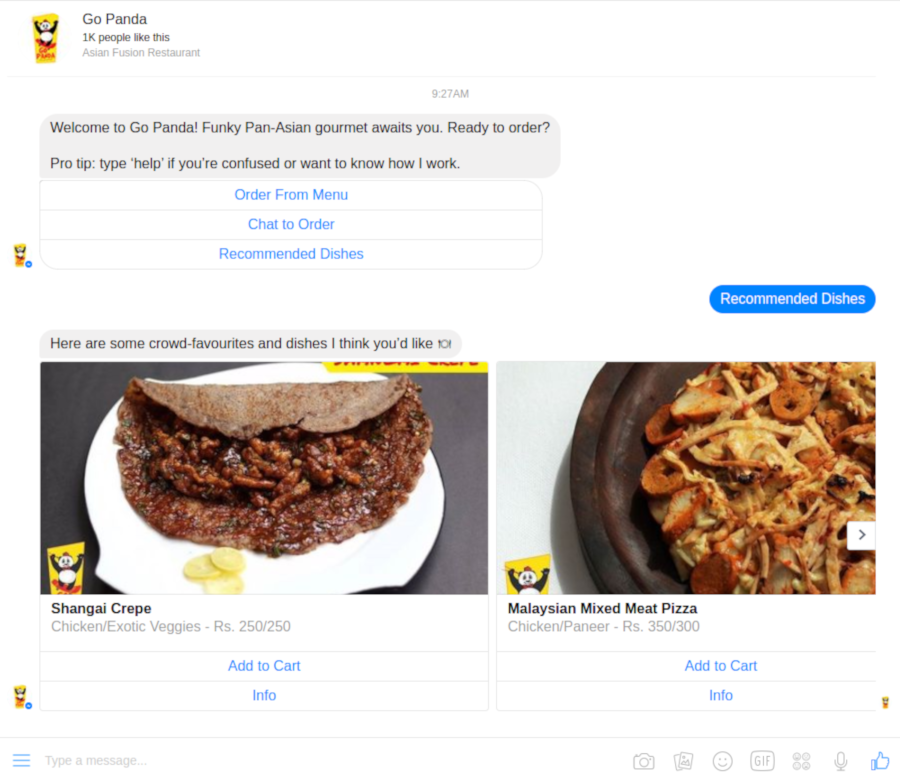 Go Panda
1K people like this
Asian Fusion Restaurant
9:27AM
Welcome to Go Panda! Funky Pan-Asian gourmet awaits you. Ready to order?
Pro tip: type ‘help’ if you’re confused or want to know how I work.
Order From Menu
Chat to Order
Recommended Dishes
Recommended Dishes
Here are some crowd-favourites and dishes I think you’d like 🍽
Shangai Crepe
Chicken/Exotic Veggies - Rs. 250/250
Add to Cart
Info
Malaysian Mixed Meat Pizza
Chicken/Paneer - Rs. 350/300
Add to Cart
Info
Type a message...
GIF